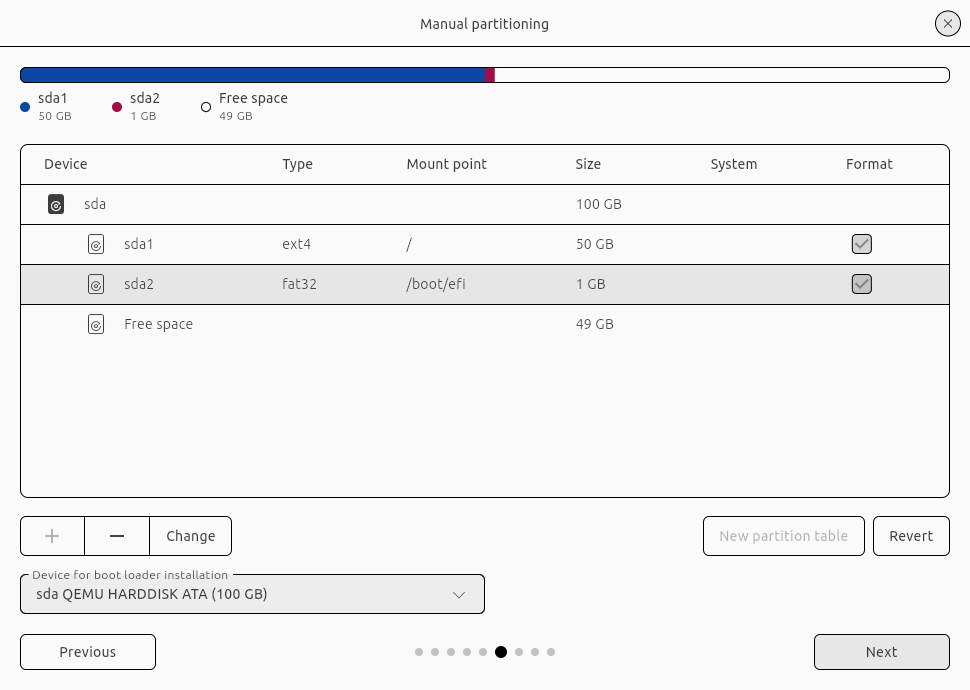 Manual partitioning
sda1
50 GB
sda2
1 GB
Free space
49 GB
Device Type Mount point Size System Format
sda 100 GB
sda1 ext4 / 50 GB
sda2 fat32 /boot/efi 1 GB
Free space 49 GB
Change
New partition table
Revert
Device for boot loader installation
sda QEMU HARDDISK ATA (100 GB)
Previous
Next